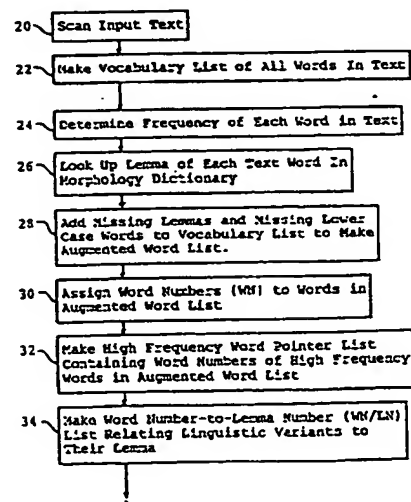 20 Scan Input Text
22 Make Vocabulary List of All Words In Text
24 Determine Frequency of Each Word in Text
26 Look Up Lemma of Each Text Word In
Morphology Dictionary
28 Add Missing Lemmas and Missing Lower
Case Words to Vocabulary List to Make
Augmented Word List.
30 Assign Word Numbers (WN) to Words in
Augmented Word List
32 Make High Frequency Word Pointer List
Containing Word Numbers of High Frequency
Words in Augmented Word List
34 Make Word Number-to-Lemma Number (WN/LN)
List Relating Linguistic Variants to
Their Lemma